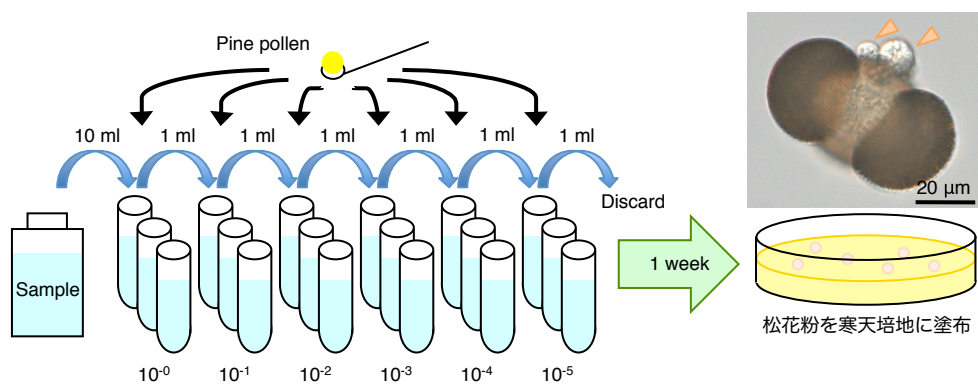 Pine pollen
10 ml 1 ml 1 ml 1 ml 1 ml 1 ml 1 ml
Discard
Sample
10-0 10-1 10-2 10-3 10-4 10-5
1 week
20 µm
松花粉を寒天培地に塗布